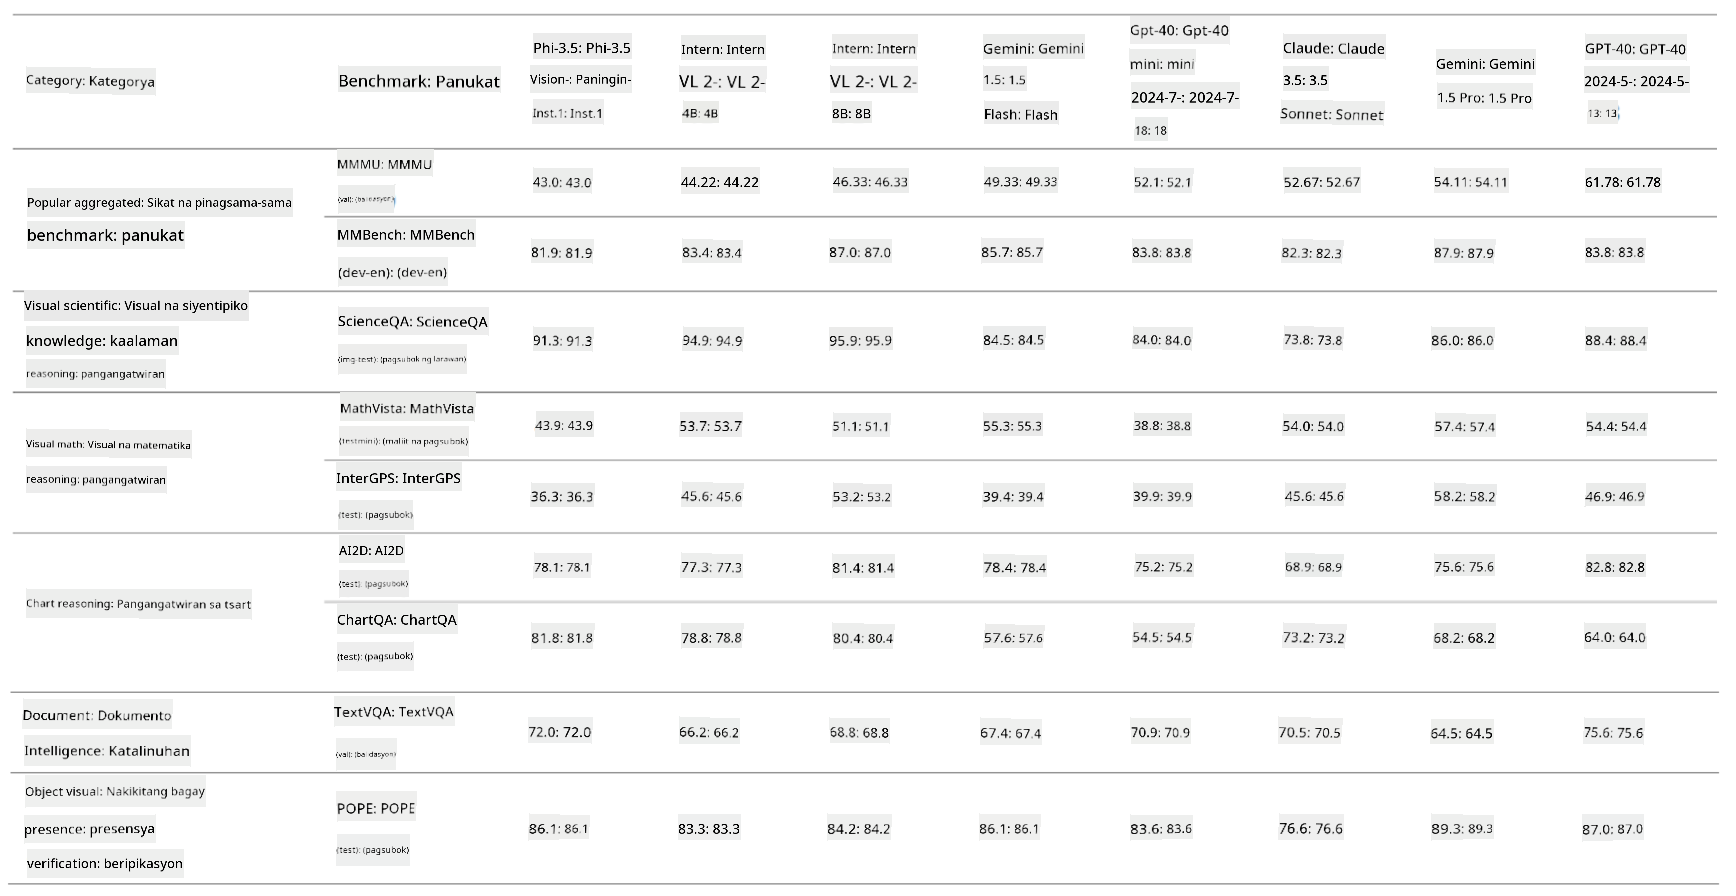 Category: Kategorya
Benchmark: Panukat
Phi-3.5: Phi-3.5
Vision-: Paningin-
Inst.1: Inst.1
Intern: Intern
VL 2-: VL 2-
4B: 4B
Intern: Intern
VL 2-: VL 2-
8B: 8B
Gemini: Gemini
1.5: 1.5
Flash: Flash
Gpt-40: Gpt-40
mini: mini
2024-7-: 2024-7-
18: 18
Claude: Claude
3.5: 3.5
Sonnet: Sonnet
Gemini: Gemini
1.5 Pro: 1.5 Pro
GPT-40: GPT-40
2024-5-: 2024-5-
13: 13
Popular aggregated: Sikat na pinagsama-sama
benchmark: panukat
MMMU: MMMU
(val): (balidasyon)
43.0: 43.0
44.22: 44.22
46.33: 46.33
49.33: 49.33
52.1: 52.1
52.67: 52.67
54.11: 54.11
61.78: 61.78
MMBench: MMBench
(dev-en): (dev-en)
81.9: 81.9
83.4: 83.4
87.0: 87.0
85.7: 85.7
83.8: 83.8
82.3: 82.3
87.9: 87.9
83.8: 83.8
Visual scientific: Visual na siyentipiko
knowledge: kaalaman
reasoning: pangangatwiran
ScienceQA: ScienceQA
(img-test): (pagsubok ng larawan)
91.3: 91.3
94.9: 94.9
95.9: 95.9
84.5: 84.5
84.0: 84.0
73.8: 73.8
86.0: 86.0
88.4: 88.4
Visual math: Visual na matematika
reasoning: pangangatwiran
MathVista: MathVista
(testmini): (maliit na pagsubok)
43.9: 43.9
53.7: 53.7
51.1: 51.1
55.3: 55.3
38.8: 38.8
54.0: 54.0
57.4: 57.4
54.4: 54.4
InterGPS: InterGPS
(test): (pagsubok)
36.3: 36.3
45.6: 45.6
53.2: 53.2
39.4: 39.4
39.9: 39.9
45.6: 45.6
58.2: 58.2
46.9: 46.9
Chart reasoning: Pangangatwiran sa tsart
AI2D: AI2D
(test): (pagsubok)
78.1: 78.1
77.3: 77.3
81.4: 81.4
78.4: 78.4
75.2: 75.2
68.9: 68.9
75.6: 75.6
82.8: 82.8
ChartQA: ChartQA
(test): (pagsubok)
81.8: 81.8
78.8: 78.8
80.4: 80.4
57.6: 57.6
54.5: 54.5
73.2: 73.2
68.2: 68.2
64.0: 64.0
Document: Dokumento
Intelligence: Katalinuhan
TextVQA: TextVQA
(val): (balidasyon)
72.0: 72.0
66.2: 66.2
68.8: 68.8
67.4: 67.4
70.9: 70.9
70.5: 70.5
64.5: 64.5
75.6: 75.6
Object visual: Nakikitang bagay
presence: presensya
verification: beripikasyon
POPE: POPE
(test): (pagsubok)
86.1: 86.1
83.3: 83.3
84.2: 84.2
86.1: 86.1
83.6: 83.6
76.6: 76.6
89.3: 89.3
87.0: 87.0